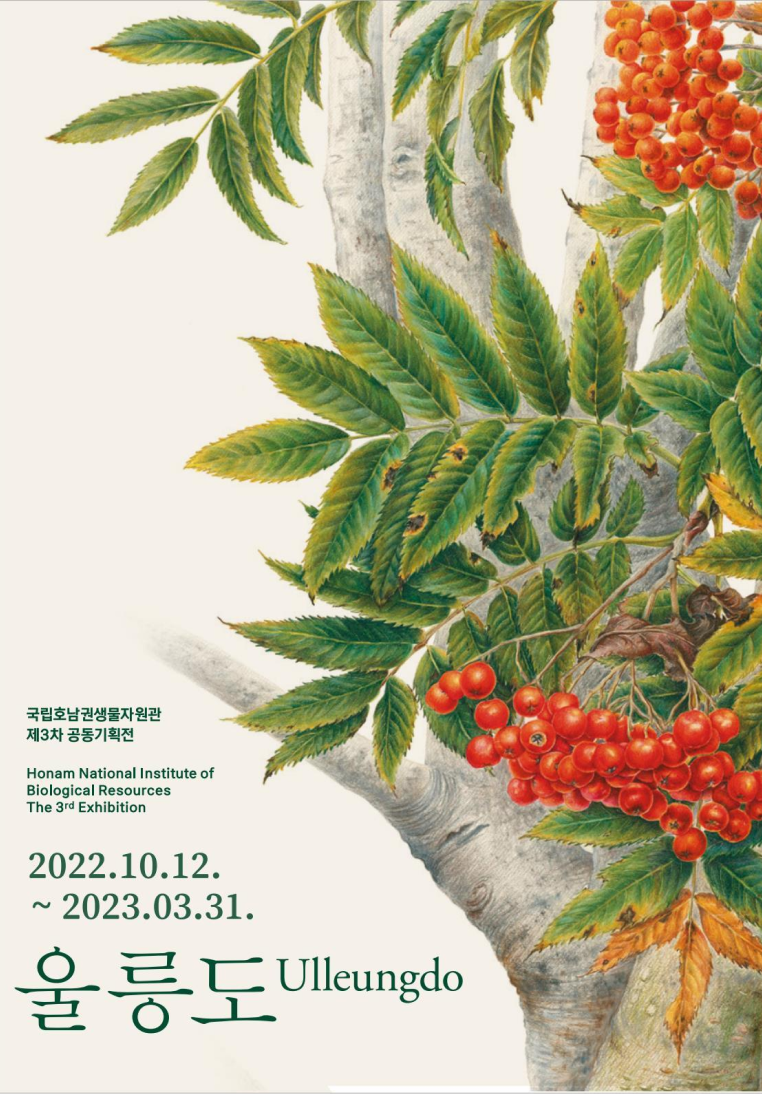 국립호남권생물자원관
제3차 공동기획전
Honam National Institute of
Biological Resources
The 3rd Exhibition
2022.10.12.
~ 2023.03.31.
울릉도 Ulleungdo